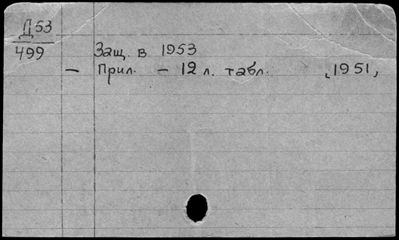 Д53
499
Защ. в 1953
— Прил. — 12 л. табл. [1951]